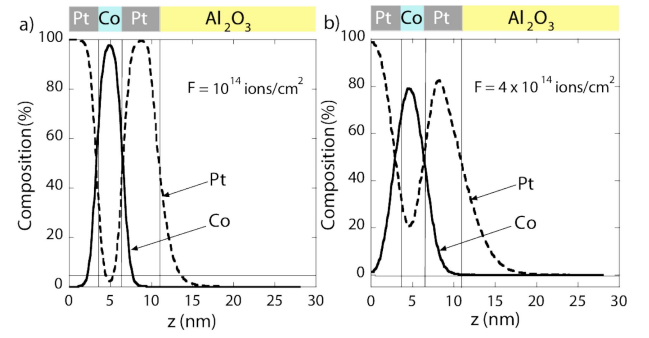 a)
Pt Co Pt Al2O3
F = 10^14 ions/cm^2
Composition(%)
100
80
60
40
20
0
Pt
Co
0 5 10 15 20 25 30
z (nm)
b)
Pt Co Pt Al2O3
F = 4 x 10^14 ions/cm^2
Composition(%)
100
80
60
40
20
0
Pt
Co
0 5 10 15 20 25 30
z (nm)